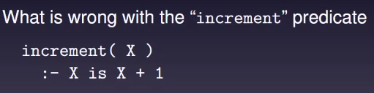 What is wrong with the “increment” predicate
increment( X )
:- X is X + 1